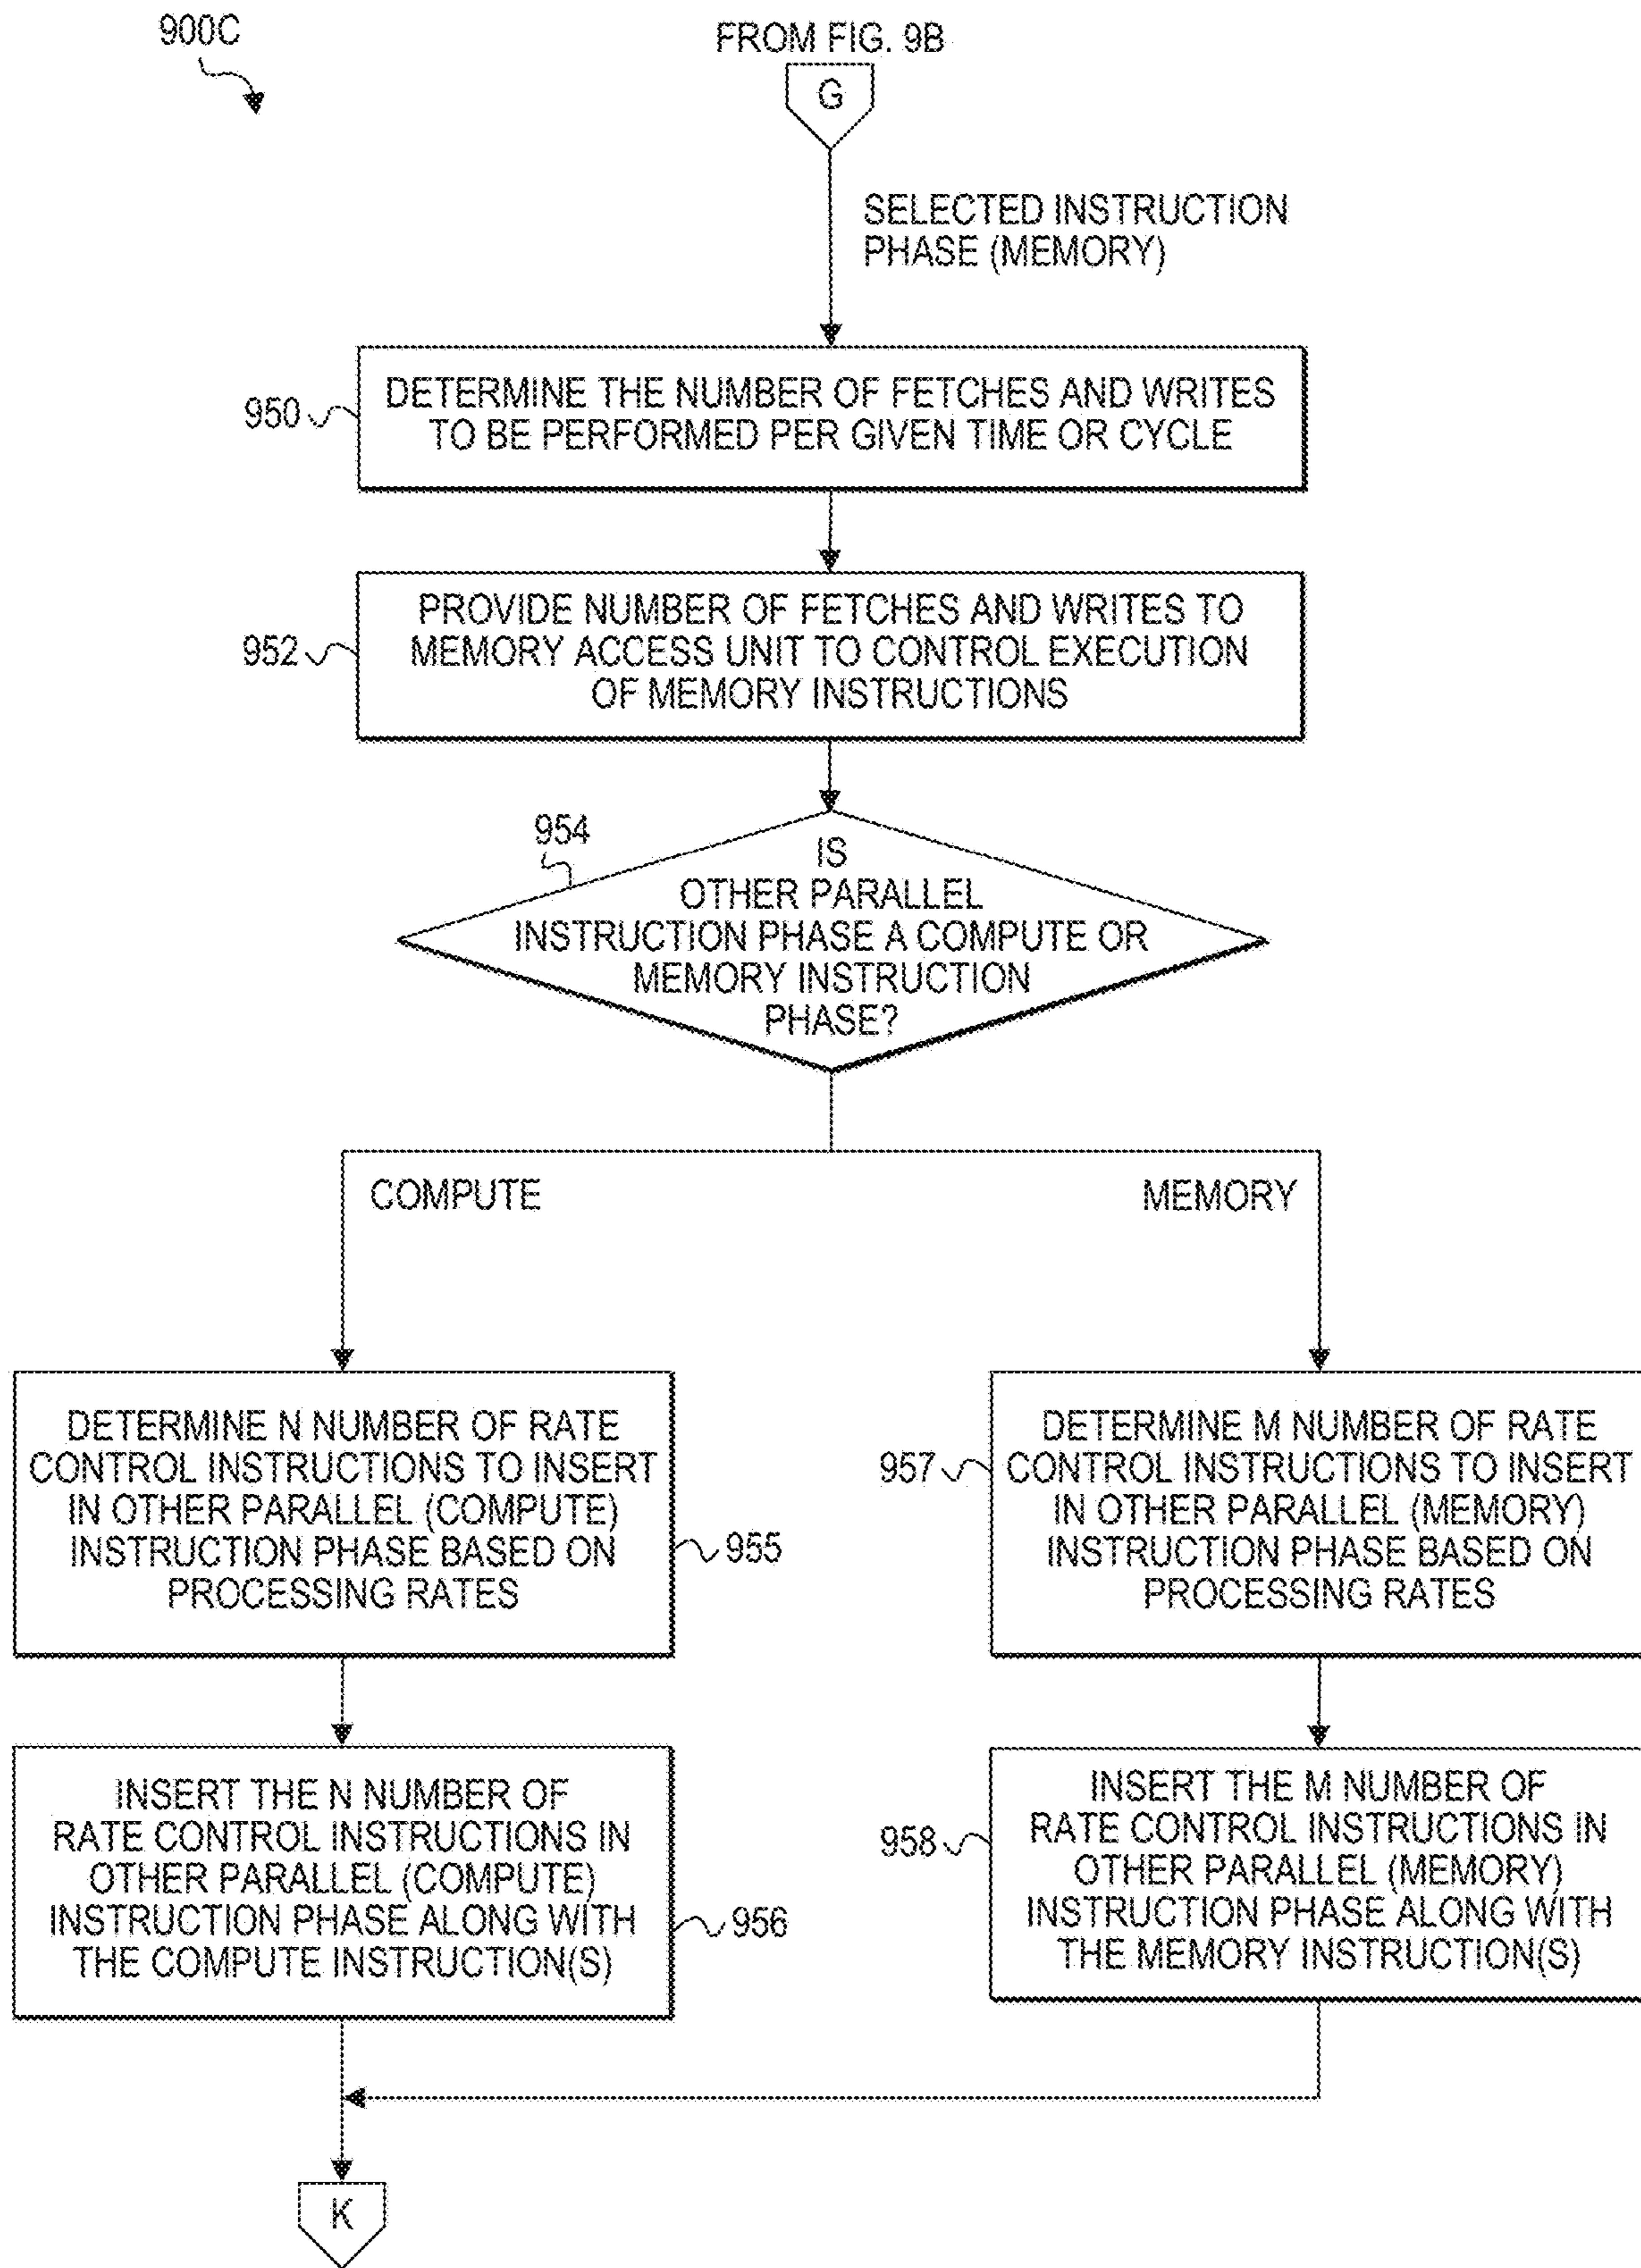 900C
FROM FIG. 9B
G
SELECTED INSTRUCTION
PHASE (MEMORY)
950
DETERMINE THE NUMBER OF FETCHES AND WRITES
TO BE PERFORMED PER GIVEN TIME OR CYCLE
952
PROVIDE NUMBER OF FETCHES AND WRITES TO
MEMORY ACCESS UNIT TO CONTROL EXECUTION
OF MEMORY INSTRUCTIONS
954
IS
OTHER PARALLEL
INSTRUCTION PHASE A COMPUTE OR
MEMORY INSTRUCTION
PHASE?
COMPUTE
MEMORY
DETERMINE N NUMBER OF RATE
CONTROL INSTRUCTIONS TO INSERT
IN OTHER PARALLEL (COMPUTE)
INSTRUCTION PHASE BASED ON
PROCESSING RATES
955
957
DETERMINE M NUMBER OF RATE
CONTROL INSTRUCTIONS TO INSERT
IN OTHER PARALLEL (MEMORY)
INSTRUCTION PHASE BASED ON
PROCESSING RATES
INSERT THE N NUMBER OF
RATE CONTROL INSTRUCTIONS IN
OTHER PARALLEL (COMPUTE)
INSTRUCTION PHASE ALONG WITH
THE COMPUTE INSTRUCTION(S)
956
958
INSERT THE M NUMBER OF
RATE CONTROL INSTRUCTIONS IN
OTHER PARALLEL (MEMORY)
INSTRUCTION PHASE ALONG WITH
THE MEMORY INSTRUCTION(S)
K